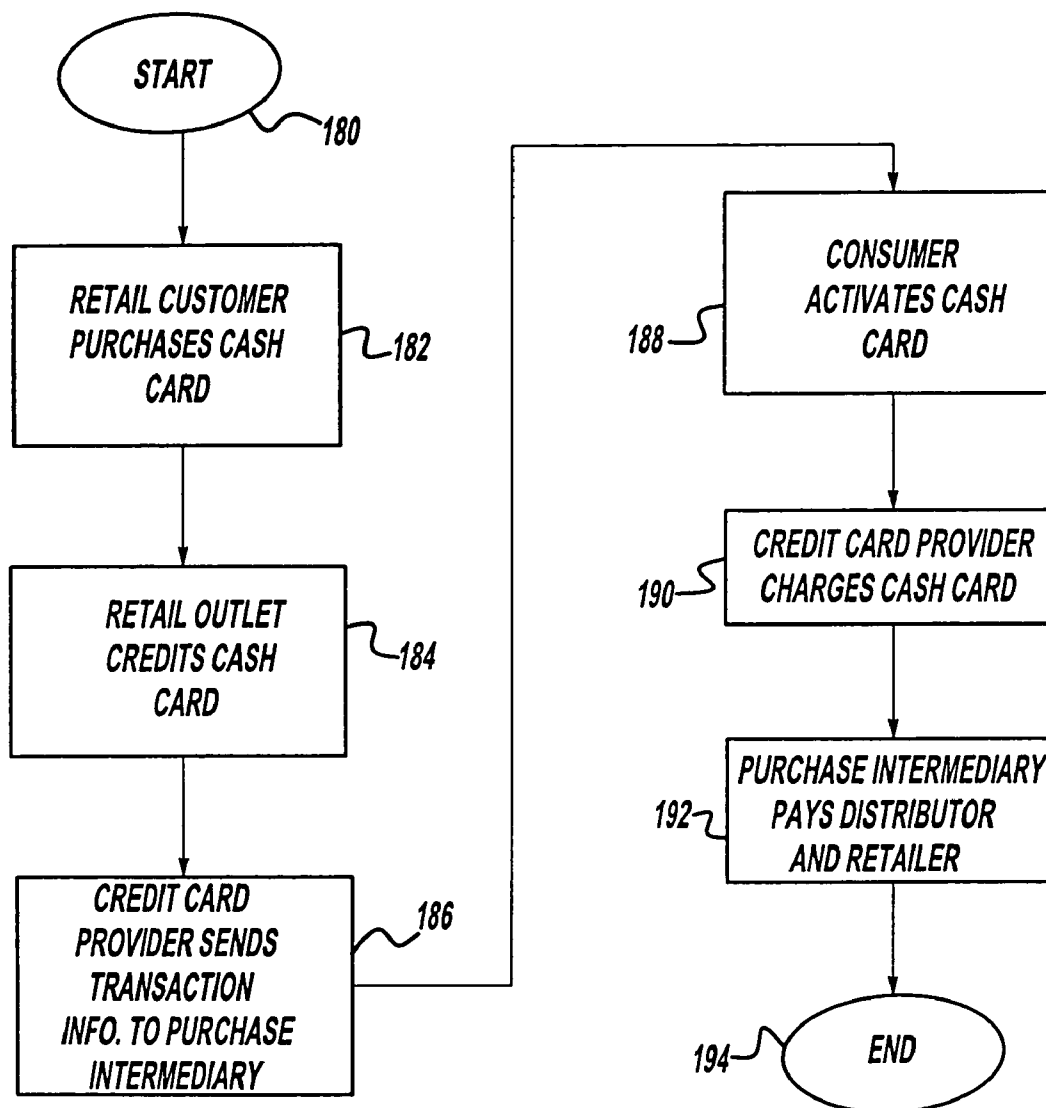 START
180
RETAIL CUSTOMER
PURCHASES CASH
CARD
182
RETAIL OUTLET
CREDITS CASH
CARD
184
CREDIT CARD
PROVIDER SENDS
TRANSACTION
INFO. TO PURCHASE
INTERMEDIARY
186
CONSUMER
ACTIVATES CASH
CARD
188
CREDIT CARD PROVIDER
CHARGES CASH CARD
190
PURCHASE INTERMEDIARY
PAYS DISTRIBUTOR
AND RETAILER
192
END
194